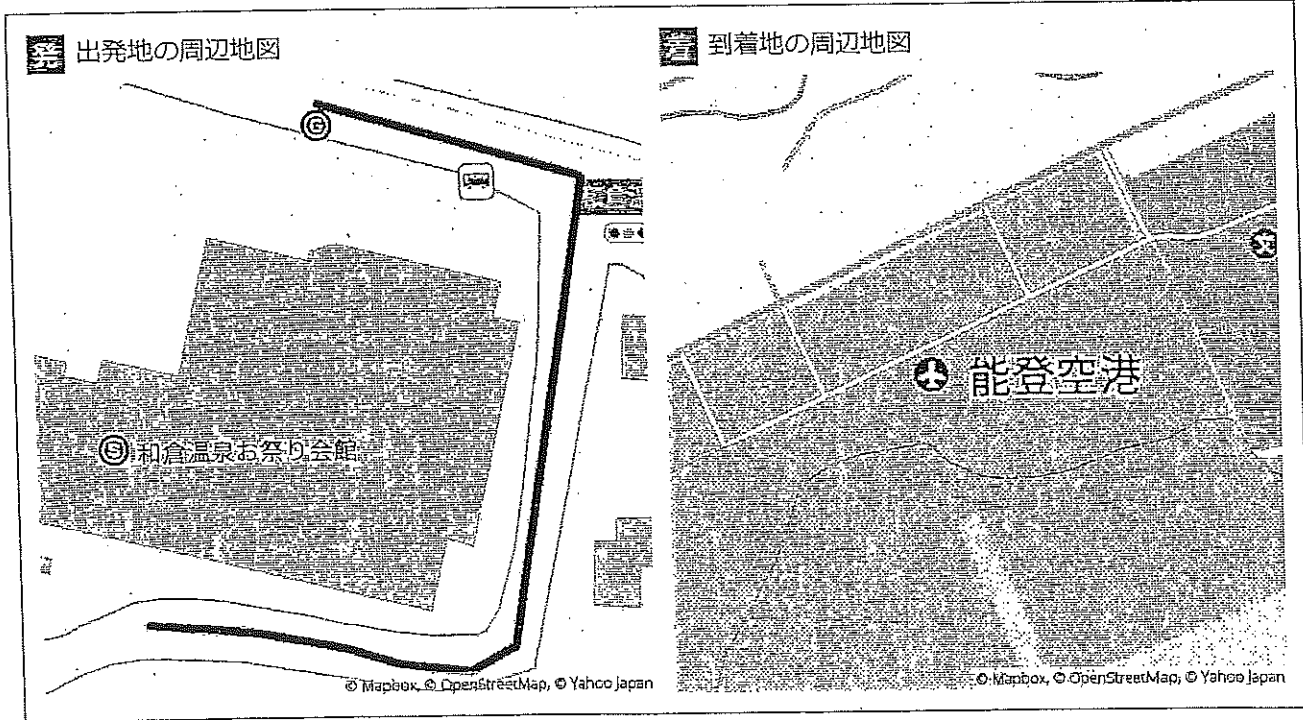 発 出発地の周辺地図
着 到着地の周辺地図
G
S 和倉温泉お祭り会館
能登空港
© Mapbox, © OpenStreetMap, © Yahoo Japan
© Mapbox, © OpenStreetMap, © Yahoo Japan